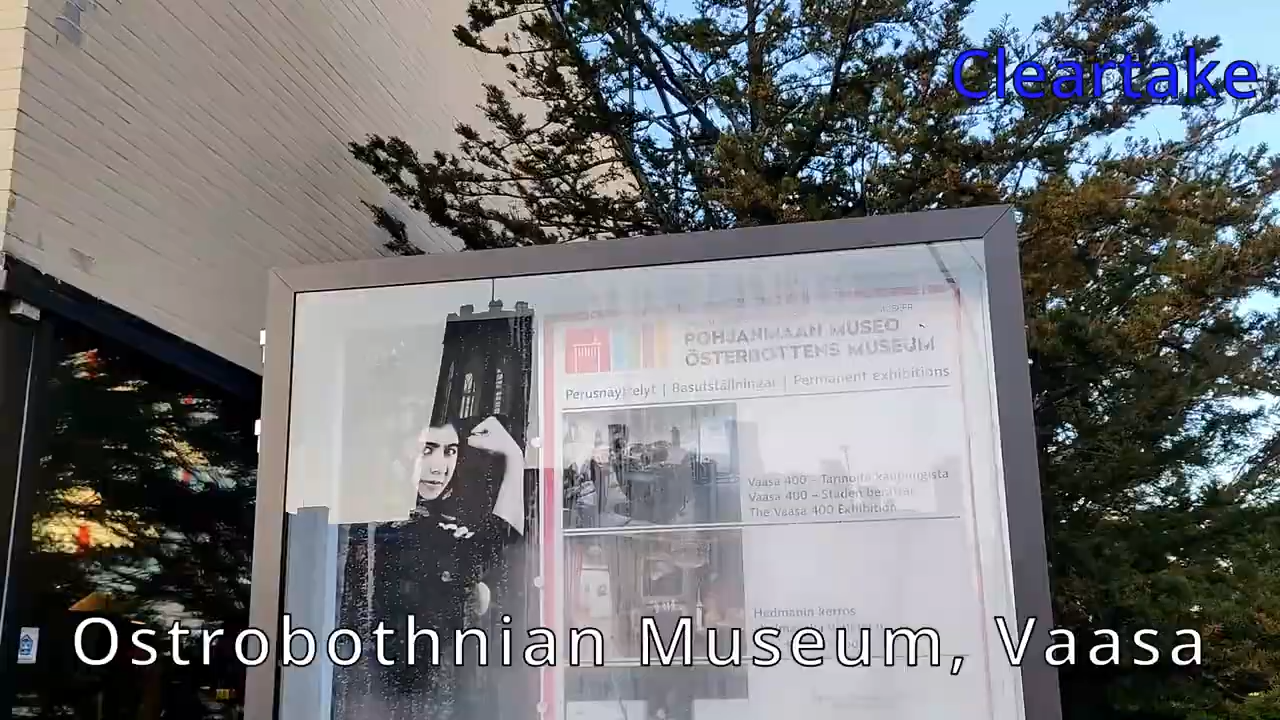 Cleartake
POHJANMAAN MUSEO
ÖSTERBOTTENS MUSEUM
Perusnäyttelyt | Basutställningar | Permanent exhibitions
Vaasa 400 – Tarinoita kaupungista
Vaasa 400 – Staden berättar
The Vaasa 400 Exhibition
Hedmanin kerros
Ostrobothnian Museum, Vaasa